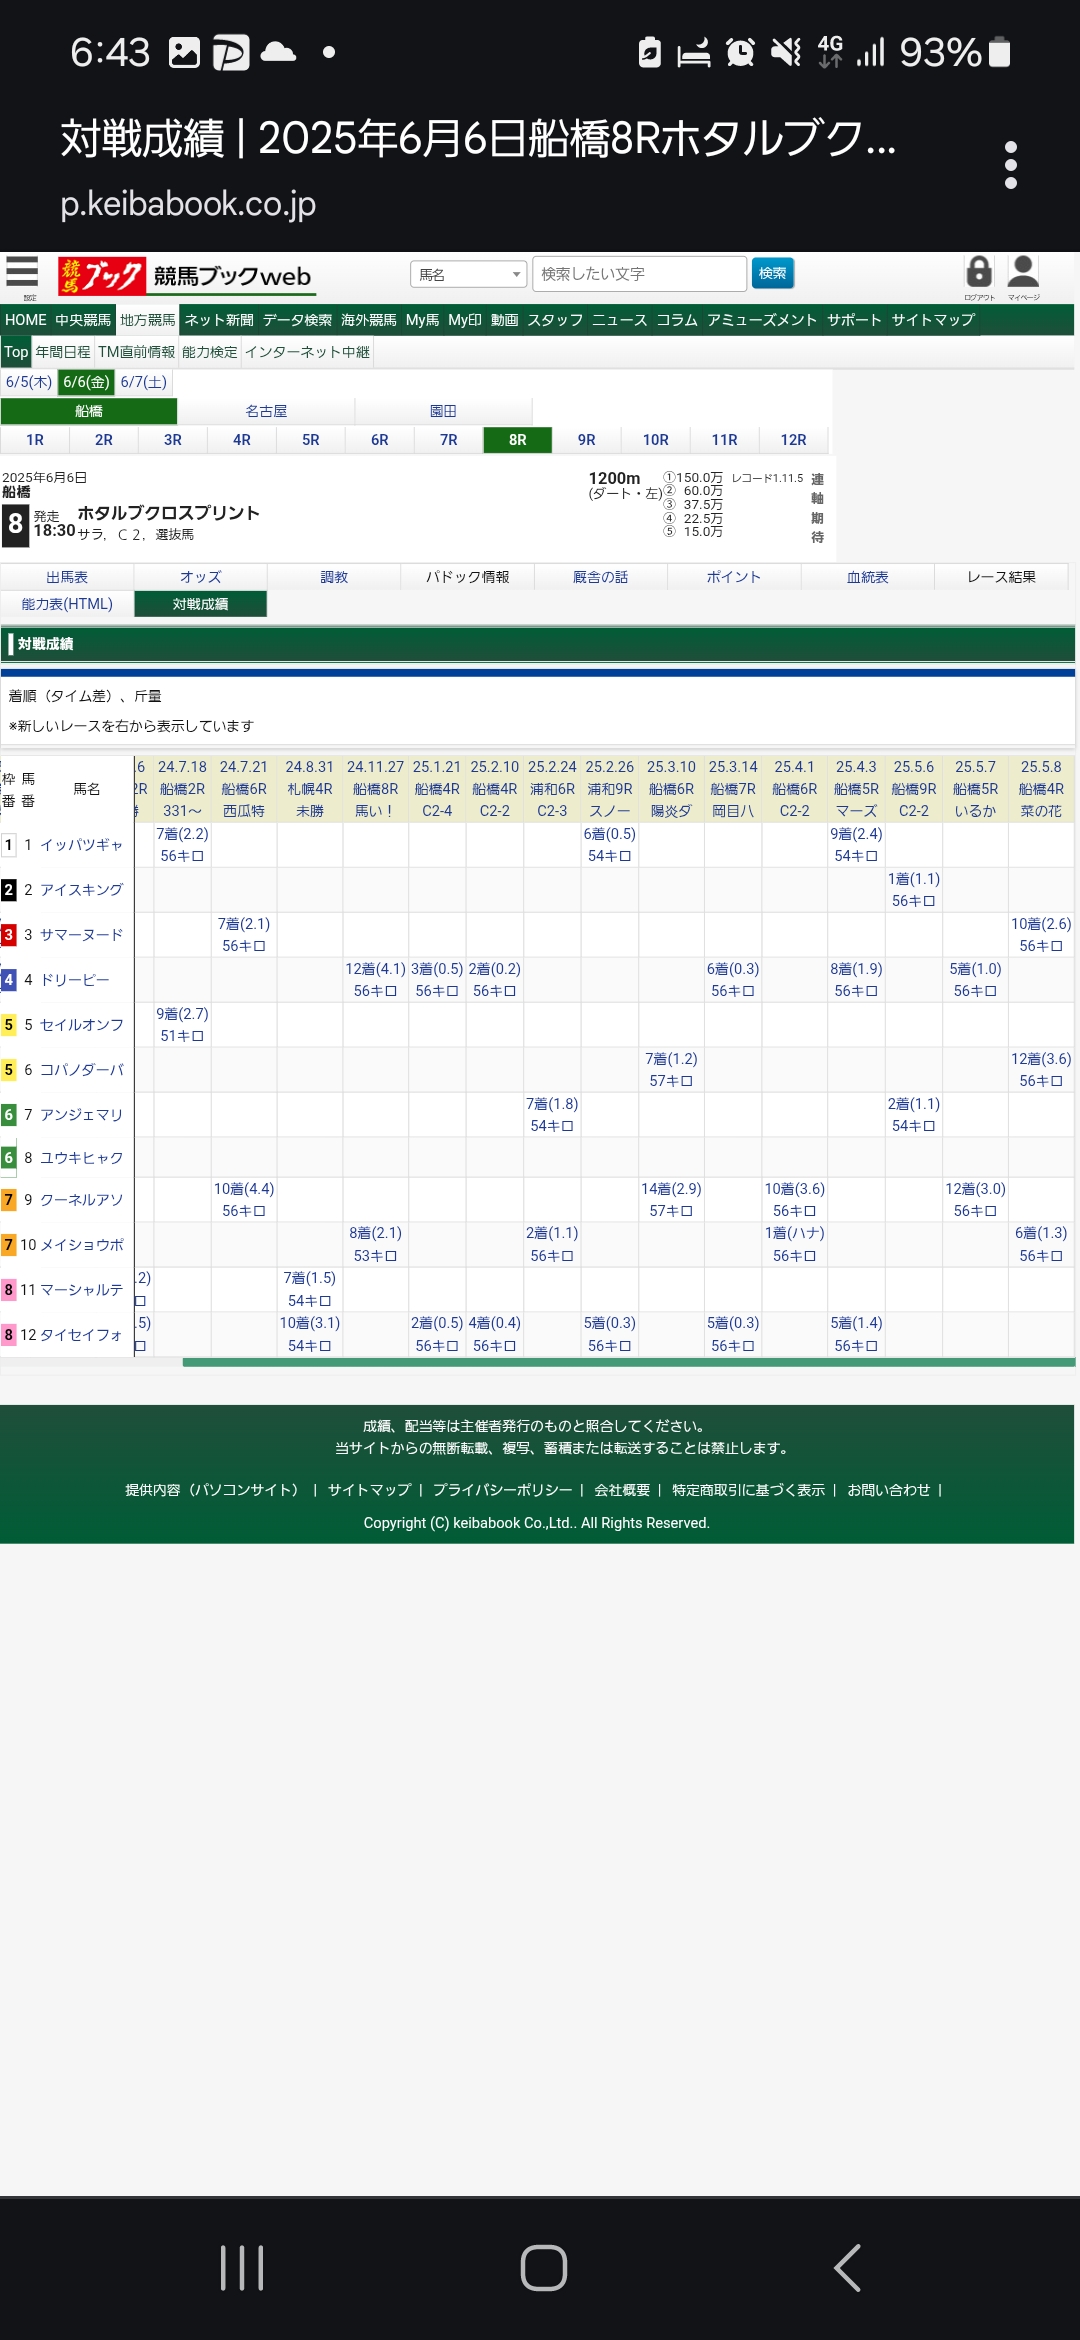 6:43 4G 93%
対戦成績 | 2025年6月6日船橋8Rホタルブク...
p.keibabook.co.jp
設定 競馬ブック 競馬ブックweb 馬名 検索したい文字 検索 ログアウト マイページ
HOME 中央競馬 地方競馬 ネット新聞 データ検索 海外競馬 My馬 My印 動画 スタッフ ニュース コラム アミューズメント サポート サイトマップ
Top 年間日程 TM直前情報 能力検定 インターネット中継
6/5(木) 6/6(金) 6/7(土)
船橋 名古屋 園田
1R 2R 3R 4R 5R 6R 7R 8R 9R 10R 11R 12R
2025年6月6日
船橋
8 発走 18:30
ホタルブクロスプリント
サラ，Ｃ２，選抜馬
1200m
(ダート・左)
①150.0万
② 60.0万
③ 37.5万
④ 22.5万
⑤ 15.0万
レコード1.11.5
連軸期待
出馬表 オッズ 調教 パドック情報 厩舎の話 ポイント 血統表 レース結果
能力表(HTML) 対戦成績
対戦成績
着順（タイム差）、斤量
※新しいレースを右から表示しています
枠番 馬番 馬名
.6 24.7.18 24.7.21 24.8.31 24.11.27 25.1.21 25.2.10 25.2.24 25.2.26 25.3.10 25.3.14 25.4.1 25.4.3 25.5.6 25.5.7 25.5.8
2R 船橋2R 船橋6R 札幌4R 船橋8R 船橋4R 船橋4R 浦和6R 浦和9R 船橋6R 船橋7R 船橋6R 船橋5R 船橋9R 船橋5R 船橋4R
331～ 西瓜特 未勝 馬い！ C2-4 C2-2 C2-3 スノー 陽炎ダ 岡目八 C2-2 マーズ C2-2 いるか 菜の花
1 1 イッパツギャ 7着(2.2) 6着(0.5) 9着(2.4)
56キロ 54キロ 54キロ
2 2 アイスキング 1着(1.1)
56キロ
3 3 サマーヌード 7着(2.1) 10着(2.6)
56キロ 56キロ
4 4 ドリーピー 12着(4.1) 3着(0.5) 2着(0.2) 6着(0.3) 8着(1.9) 5着(1.0)
56キロ 56キロ 56キロ 56キロ 56キロ 56キロ
5 5 セイルオンフ 9着(2.7)
51キロ
5 6 コパノダーバ 7着(1.2) 12着(3.6)
57キロ 56キロ
6 7 アンジェマリ 7着(1.8) 2着(1.1)
54キロ 54キロ
6 8 ユウキヒャク
7 9 クーネルアソ 10着(4.4) 14着(2.9) 10着(3.6) 12着(3.0)
56キロ 57キロ 56キロ 56キロ
7 10 メイショウポ 8着(2.1) 2着(1.1) 1着(ハナ) 6着(1.3)
53キロ 56キロ 56キロ 56キロ
8 11 マーシャルテ .2) 7着(1.5)
ロ 54キロ
8 12 タイセイフォ .5) 10着(3.1) 2着(0.5) 4着(0.4) 5着(0.3) 5着(0.3) 5着(1.4)
ロ 54キロ 56キロ 56キロ 56キロ 56キロ 56キロ
成績、配当等は主催者発行のものと照合してください。
当サイトからの無断転載、複写、蓄積または転送することは禁止します。
提供内容（パソコンサイト） | サイトマップ | プライバシーポリシー | 会社概要 | 特定商取引に基づく表示 | お問い合わせ |
Copyright (C) keibabook Co.,Ltd.. All Rights Reserved.